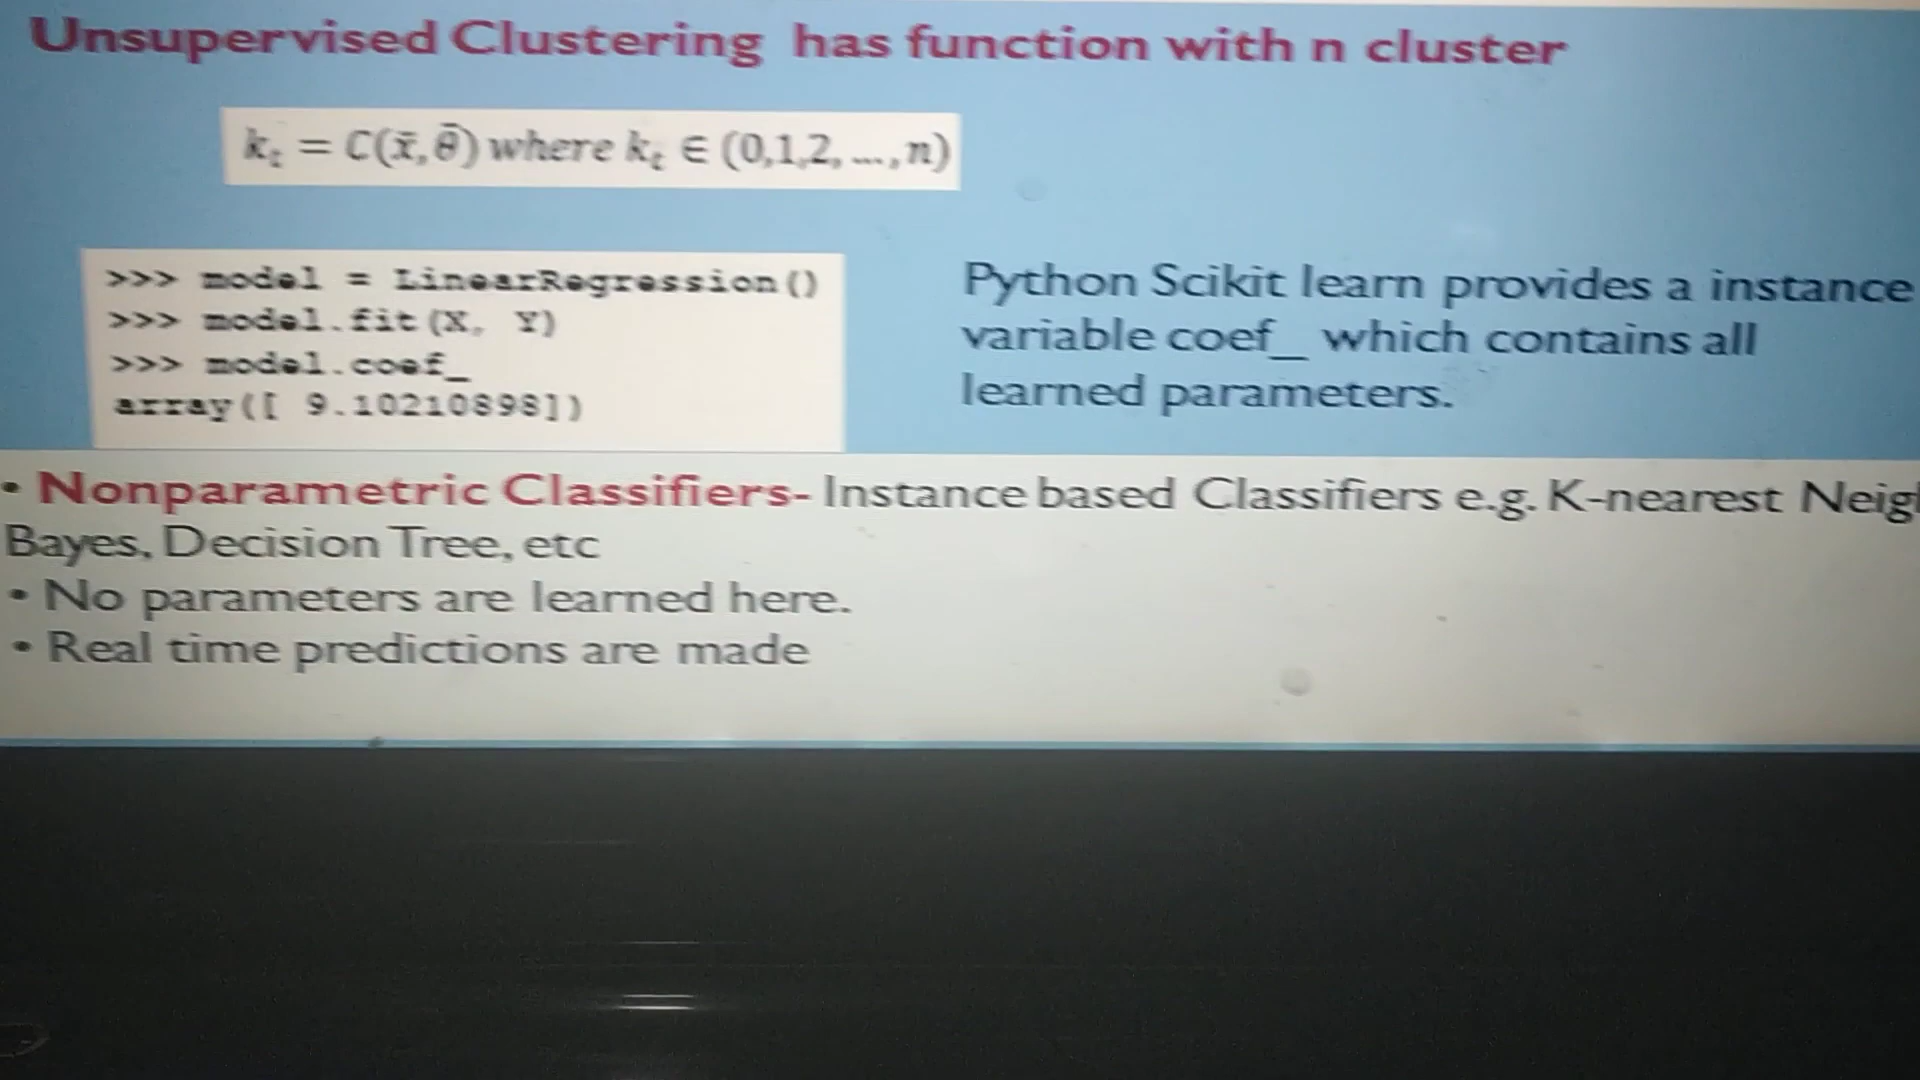 Unsupervised Clustering has function with n cluster
k_t = C(x̄, θ̄) where k_t ∈ (0,1,2, ..., n)
>>> model = LinearRegression()
>>> model.fit(X, Y)
>>> model.coef_
array([ 9.10210898])
Python Scikit learn provides a instance
variable coef_ which contains all
learned parameters.
• Nonparametric Classifiers- Instance based Classifiers e.g. K-nearest
Bayes, Decision Tree, etc
• No parameters are learned here.
• Real time predictions are made